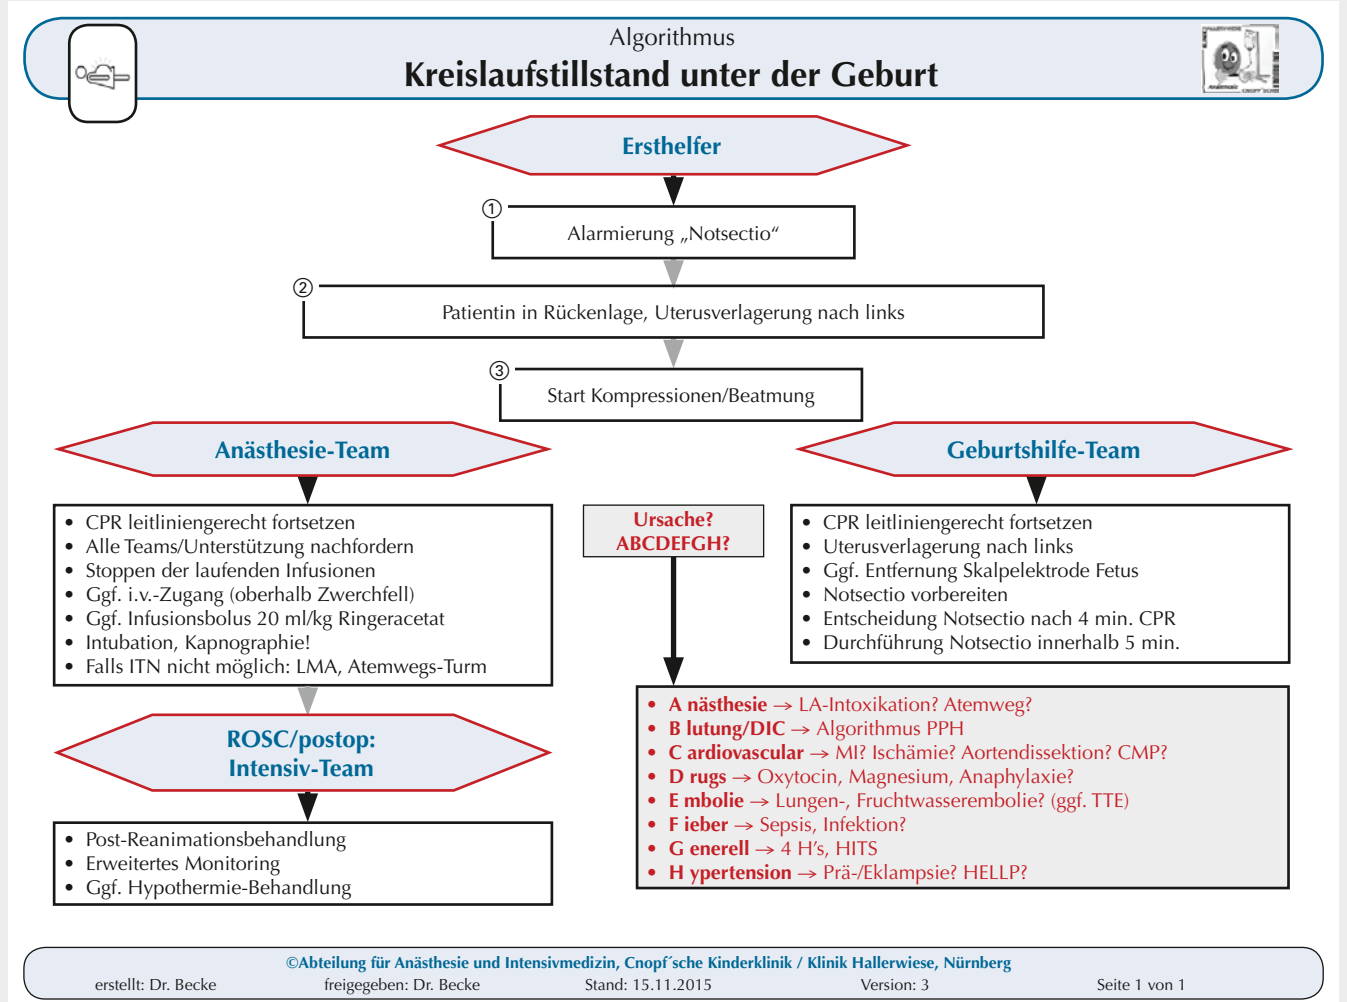 Algorithmus
Kreislaufstillstand unter der Geburt
Ersthelfer
①
Alarmierung „Notsectio“
②
Patientin in Rückenlage, Uterusverlagerung nach links
③
Start Kompressionen/Beatmung
Anästhesie-Team
• CPR leitliniengerecht fortsetzen
• Alle Teams/Unterstützung nachfordern
• Stoppen der laufenden Infusionen
• Ggf. i.v.-Zugang (oberhalb Zwerchfell)
• Ggf. Infusionsbolus 20 ml/kg Ringeracetat
• Intubation, Kapnographie!
• Falls ITN nicht möglich: LMA, Atemwegs-Turm
ROSC/postop:
Intensiv-Team
• Post-Reanimationsbehandlung
• Erweitertes Monitoring
• Ggf. Hypothermie-Behandlung
Geburtshilfe-Team
• CPR leitliniengerecht fortsetzen
• Uterusverlagerung nach links
• Ggf. Entfernung Skalpelektrode Fetus
• Notsectio vorbereiten
• Entscheidung Notsectio nach 4 min. CPR
• Durchführung Notsectio innerhalb 5 min.
Ursache?
ABCDEFGH?
• A nästhesie → LA-Intoxikation? Atemweg?
• B lutung/DIC → Algorithmus PPH
• C ardiovascular → MI? Ischämie? Aortendissektion? CMP?
• D rugs → Oxytocin, Magnesium, Anaphylaxie?
• E mbolie → Lungen-, Fruchtwasserembolie? (ggf. TTE)
• F ieber → Sepsis, Infektion?
• G enerell → 4 H's, HITS
• H ypertension → Prä-/Eklampsie? HELLP?
©Abteilung für Anästhesie und Intensivmedizin, Cnopf´sche Kinderklinik / Klinik Hallerwiese, Nürnberg
erstellt: Dr. Becke freigegeben: Dr. Becke Stand: 15.11.2015 Version: 3 Seite 1 von 1